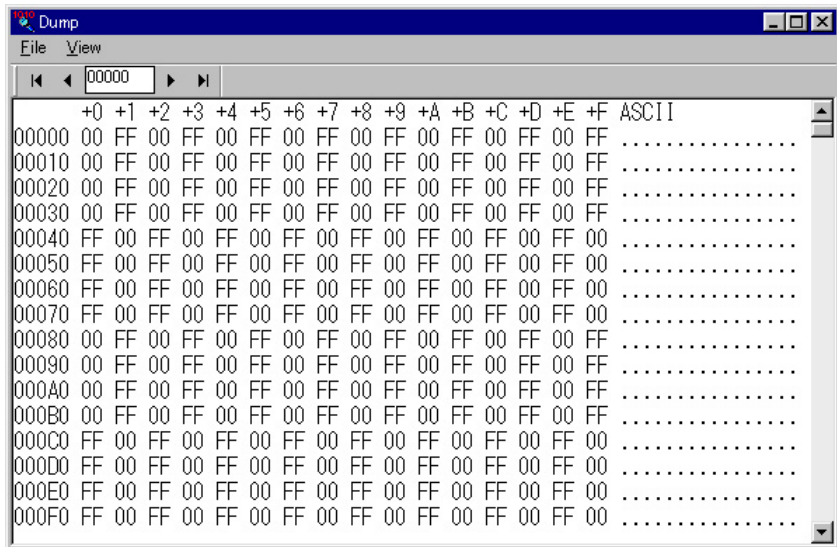 1010 Dump
File View
00000
+0 +1 +2 +3 +4 +5 +6 +7 +8 +9 +A +B +C +D +E +F ASCII
00000 00 FF 00 FF 00 FF 00 FF 00 FF 00 FF 00 FF 00 FF ................
00010 00 FF 00 FF 00 FF 00 FF 00 FF 00 FF 00 FF 00 FF ................
00020 00 FF 00 FF 00 FF 00 FF 00 FF 00 FF 00 FF 00 FF ................
00030 00 FF 00 FF 00 FF 00 FF 00 FF 00 FF 00 FF 00 FF ................
00040 FF 00 FF 00 FF 00 FF 00 FF 00 FF 00 FF 00 FF 00 ................
00050 FF 00 FF 00 FF 00 FF 00 FF 00 FF 00 FF 00 FF 00 ................
00060 FF 00 FF 00 FF 00 FF 00 FF 00 FF 00 FF 00 FF 00 ................
00070 FF 00 FF 00 FF 00 FF 00 FF 00 FF 00 FF 00 FF 00 ................
00080 00 FF 00 FF 00 FF 00 FF 00 FF 00 FF 00 FF 00 FF ................
00090 00 FF 00 FF 00 FF 00 FF 00 FF 00 FF 00 FF 00 FF ................
000A0 00 FF 00 FF 00 FF 00 FF 00 FF 00 FF 00 FF 00 FF ................
000B0 00 FF 00 FF 00 FF 00 FF 00 FF 00 FF 00 FF 00 FF ................
000C0 FF 00 FF 00 FF 00 FF 00 FF 00 FF 00 FF 00 FF 00 ................
000D0 FF 00 FF 00 FF 00 FF 00 FF 00 FF 00 FF 00 FF 00 ................
000E0 FF 00 FF 00 FF 00 FF 00 FF 00 FF 00 FF 00 FF 00 ................
000F0 FF 00 FF 00 FF 00 FF 00 FF 00 FF 00 FF 00 FF 00 ................